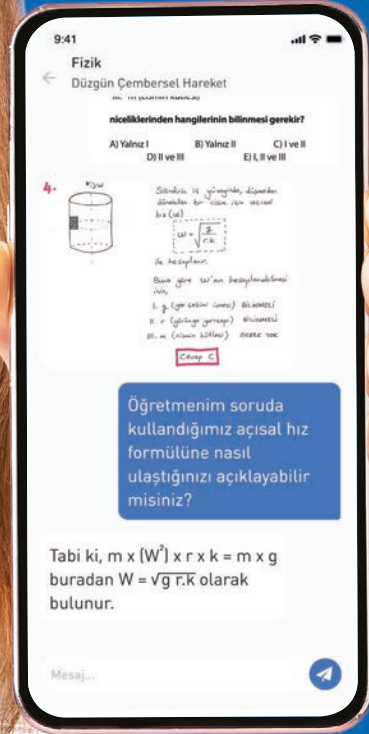 9:41
Fizik
Düzgün Çembersel Hareket
niceliklerinden hangilerinin bilinmesi gerekir?
A) Yalnız I B) Yalnız II C) I ve II
D) II ve III E) I, II ve III
4.
Silindirin iç yüzeyinde, düşmeden
dönebilen bir cisim için açısal
hız (ω)
ω = √g/r.k
ile hesaplanır.
Buna göre ω'nın hesaplanabilmesi
için,
I. g (yer çekimi ivmesi) BİLİNMELİ
II. r (yörünge yarıçapı) BİLİNMELİ
III. m (cismin kütlesi) GEREK YOK
Cevap C
Öğretmenim soruda
kullandığımız açısal hız
formülüne nasıl
ulaştığınızı açıklayabilir
misiniz?
Tabi ki, m x (W²) x r x k = m x g
buradan W = √g r.k olarak
bulunur.
Mesaj...